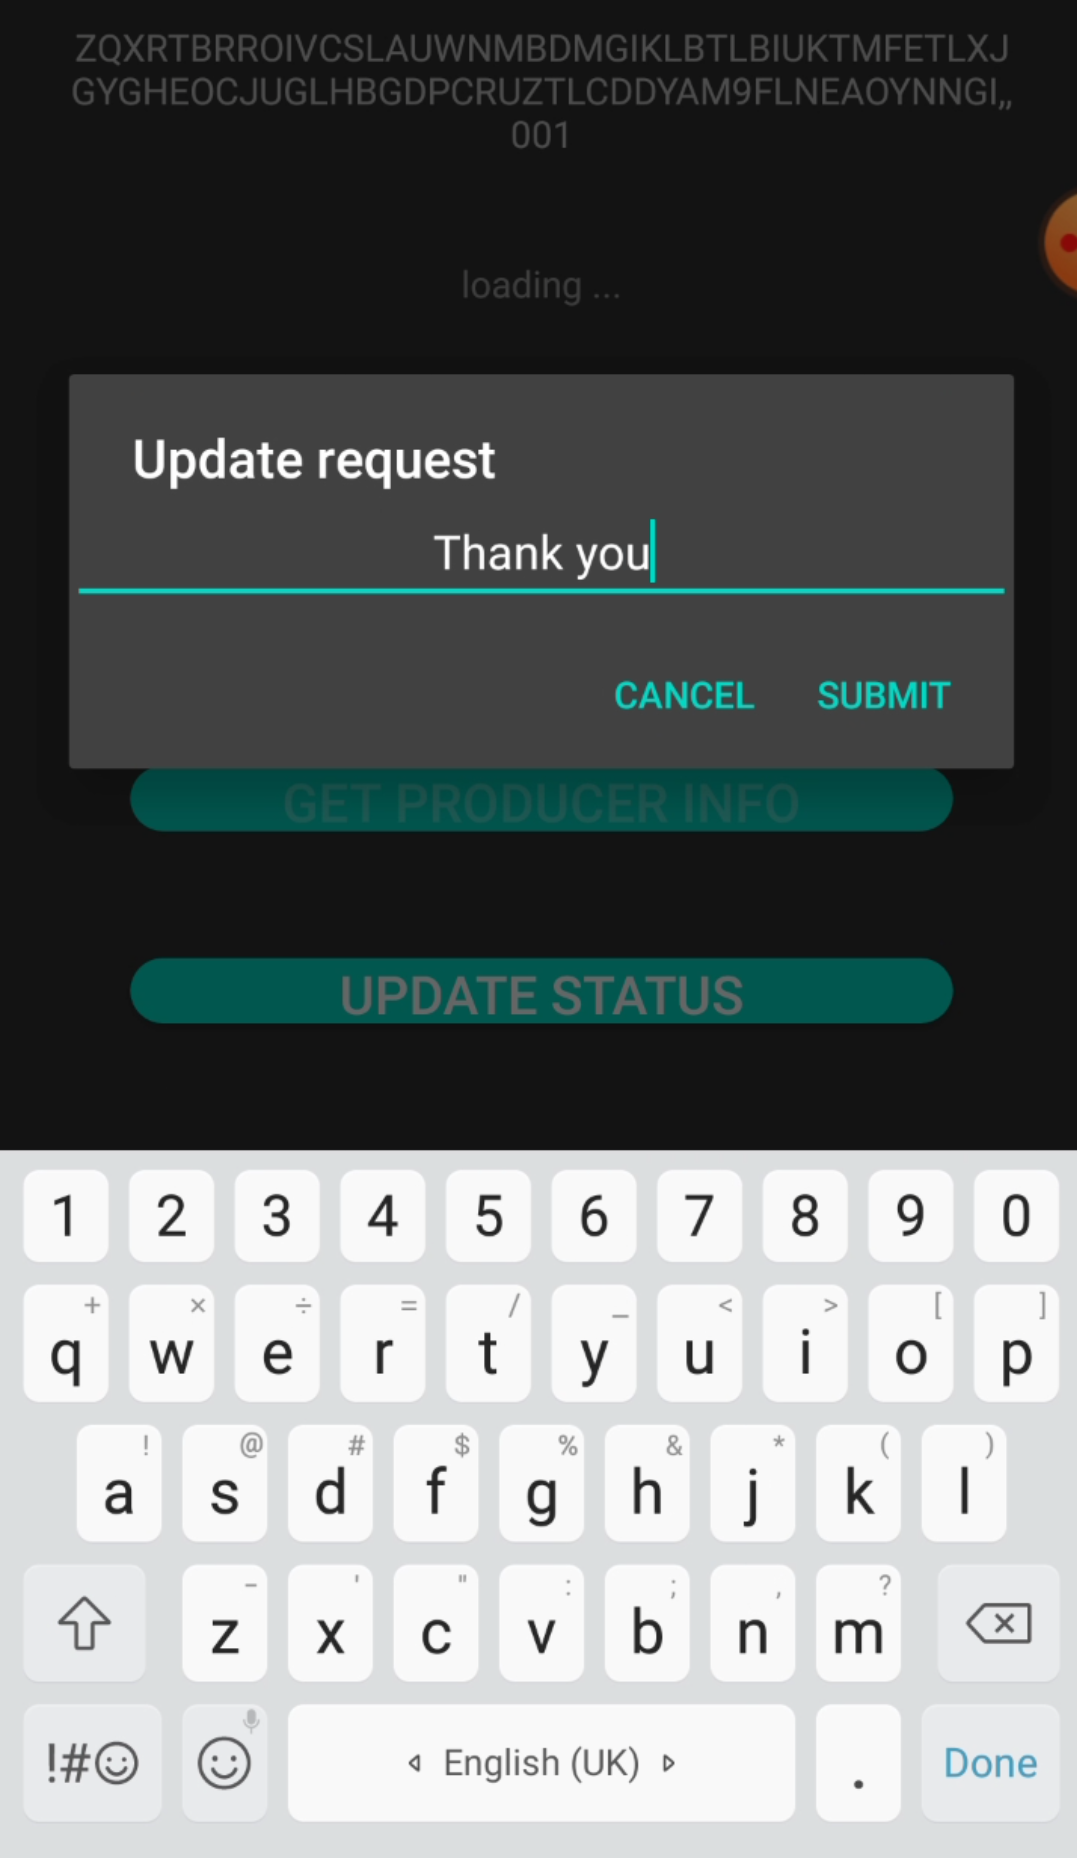 ZQXRTBRROIVCSLAUWNMBDMGIKLBTLBIUKTMFETLXJ
GYGHEOCJUGLHBGDPCRUZTLCDDYAM9FLNEAOYNNGI,,
001
loading ...
Update request
Thank you
CANCEL SUBMIT
GET PRODUCER INFO
UPDATE STATUS
1 2 3 4 5 6 7 8 9 0
+ × ÷ = / _ < > [ ]
q w e r t y u i o p
! @ # $ % & * ( )
a s d f g h j k l
- ' " : ; , ?
z x c v b n m
!# English (UK) . Done